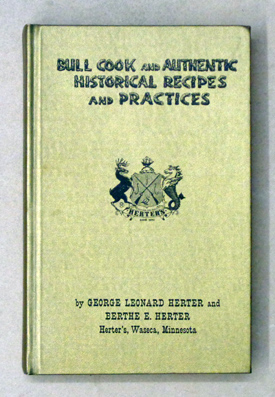 BULL COOK AND AUTHENTIC
HISTORICAL RECIPES
AND PRACTICES
HERTER'S
by GEORGE LEONARD HERTER and
BERTHE E. HERTER
Herter's, Waseca, Minnesota